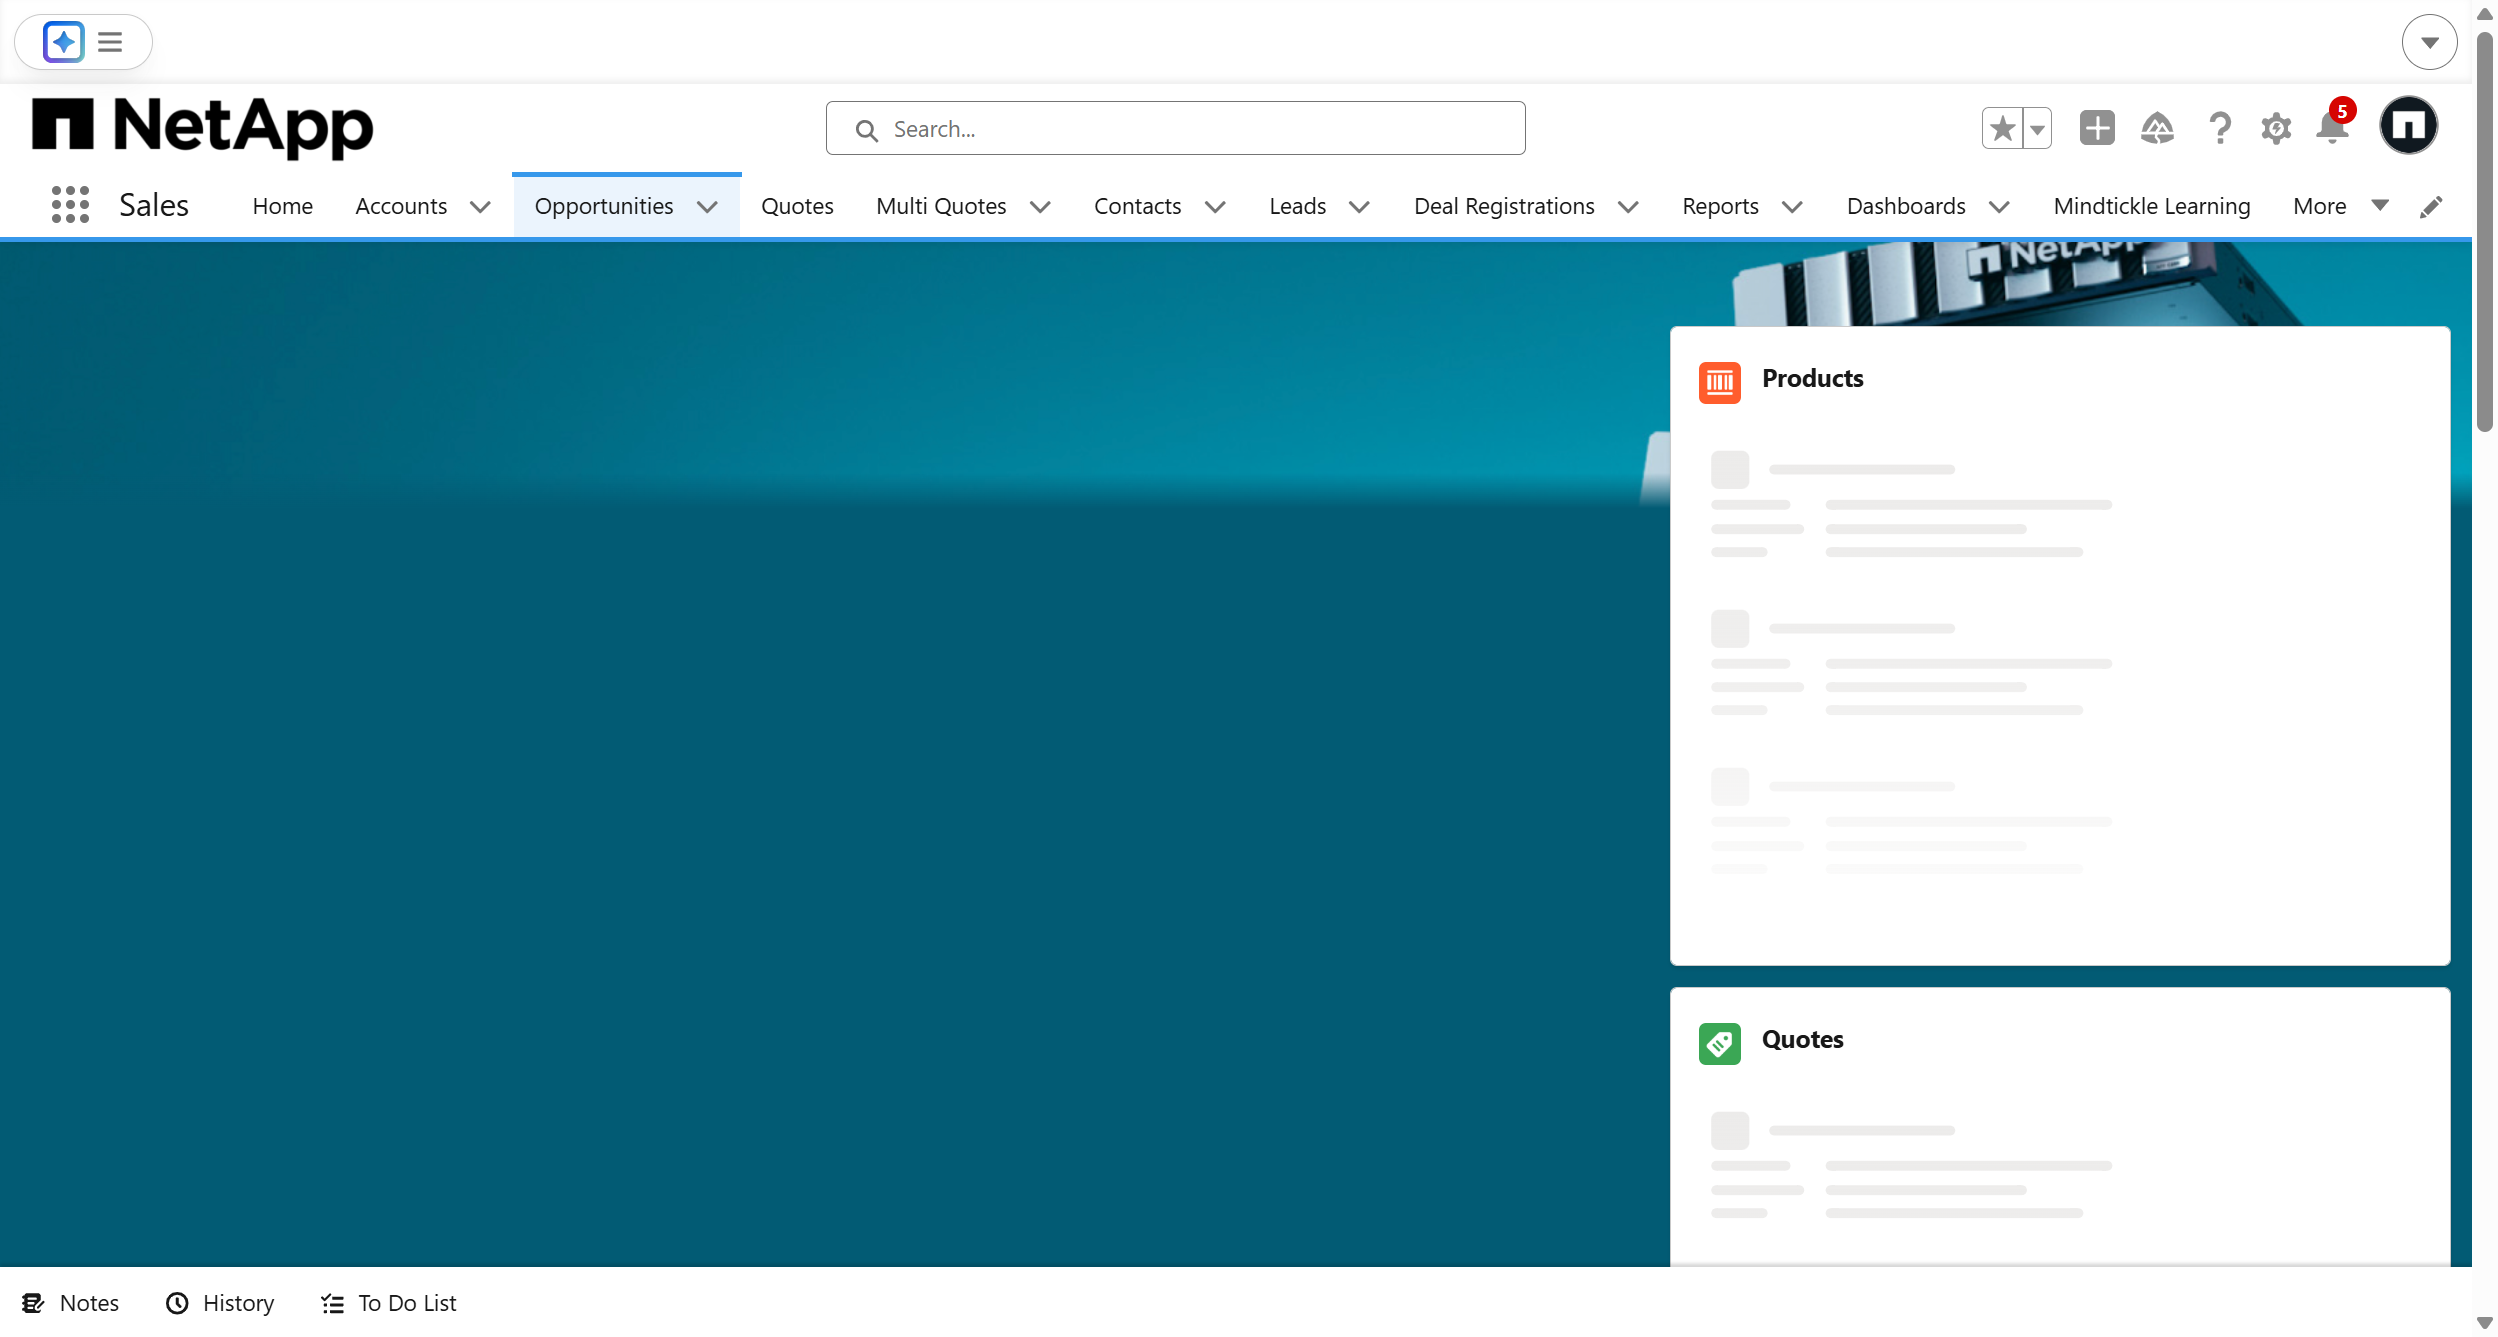 NetApp
Search...
5
Sales Home Accounts Opportunities Quotes Multi Quotes Contacts Leads Deal Registrations Reports Dashboards Mindtickle Learning More
NetApp
Products
Quotes
Notes History To Do List